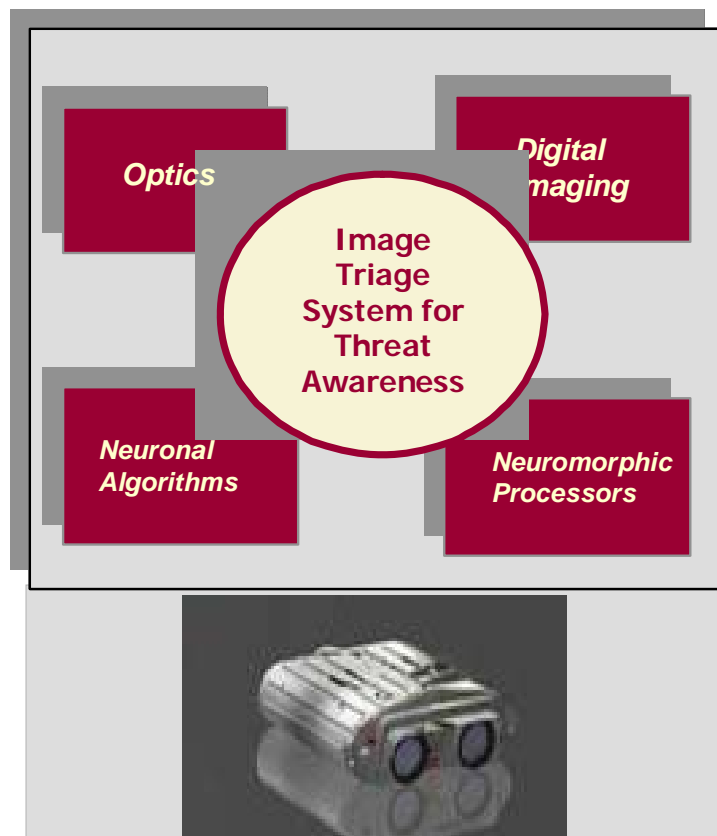 Optics
Digital
maging
Image
Triage
System for
Threat
Awareness
Neuronal
Algorithms
Neuromorphic
Processors